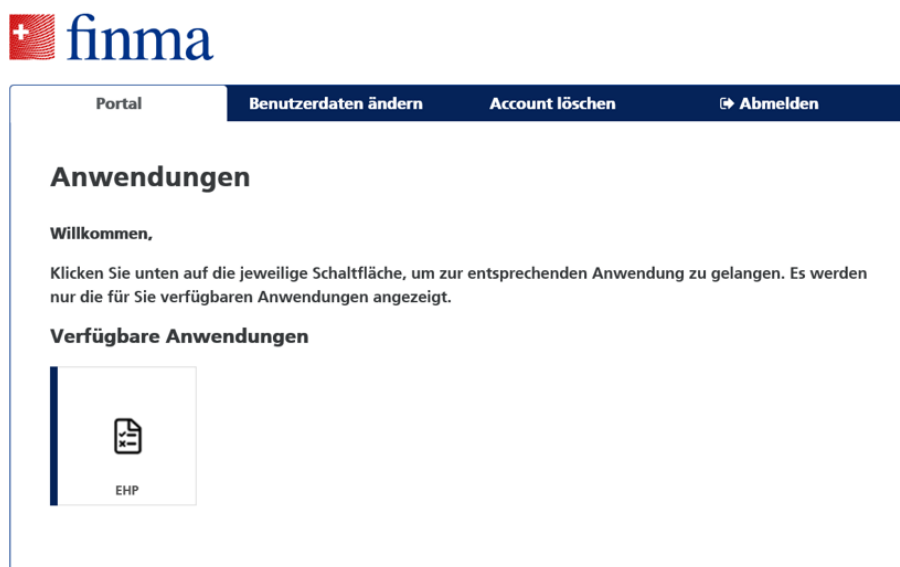 finma
Portal
Benutzerdaten ändern
Account löschen
Abmelden
Anwendungen
Willkommen,
Klicken Sie unten auf die jeweilige Schaltfläche, um zur entsprechenden Anwendung zu gelangen. Es werden
nur die für Sie verfügbaren Anwendungen angezeigt.
Verfügbare Anwendungen
EHP